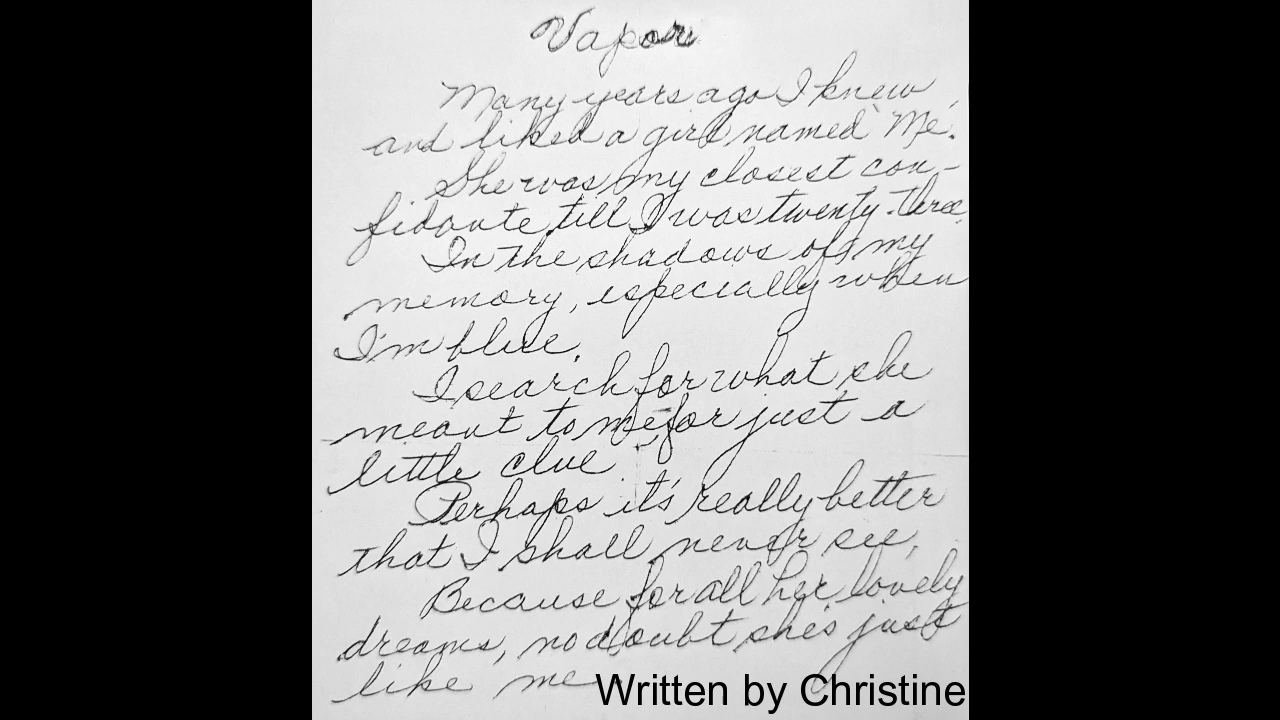 Vapor
Many years ago I knew
and liked a girl named "Me".
She was my closest con-
fidante till I was twenty-three,
In the shadows of my
memory, especially when
I'm blue,
I search for what she
meant to me, for just a
little clue
Perhaps it's really better
that I shall never see,
Because for all her lovely
dreams, no doubt she's just
like me
Written by Christine